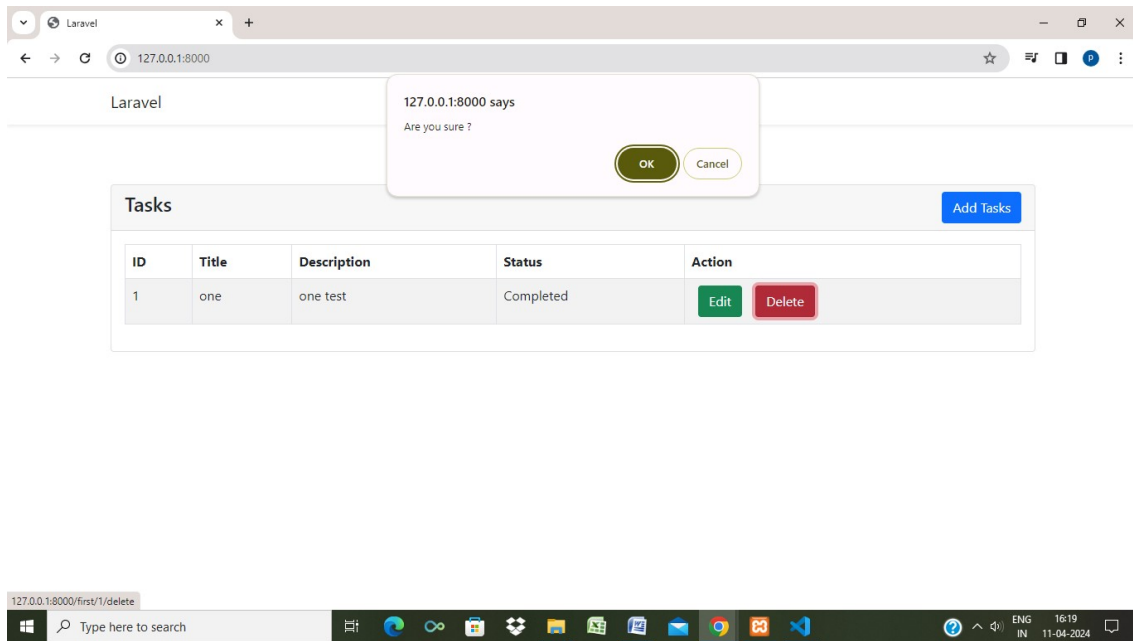 Laravel
127.0.0.1:8000
P
Laravel
127.0.0.1:8000 says
Are you sure ?
OK Cancel
Tasks Add Tasks
ID Title Description Status Action
1 one one test Completed Edit Delete
127.0.0.1:8000/first/1/delete
Type here to search
ENG 16:19
IN 11-04-2024